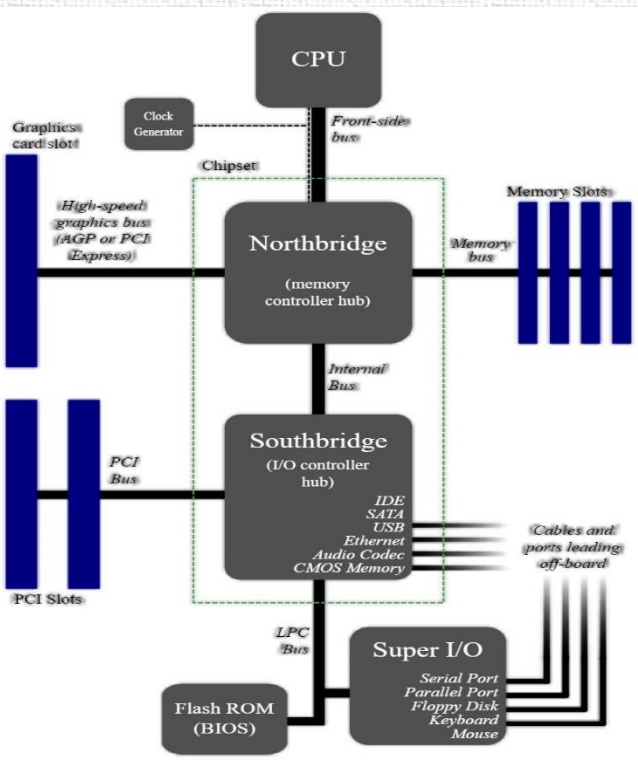 CPU
Clock
Generator
Front-side
bus
Graphics
card slot
Chipset
High-speed
graphics bus
(AGP or PCI
Express)
Northbridge
(memory
controller hub)
Memory
bus
Memory Slots
Internal
Bus
PCI
Bus
PCI Slots
Southbridge
(I/O controller
hub)
IDE
SATA
USB
Ethernet
Audio Codec
CMOS Memory
Cables and
ports leading
off-board
LPC
Bus
Super I/O
Serial Port
Parallel Port
Floppy Disk
Keyboard
Mouse
Flash ROM
(BIOS)